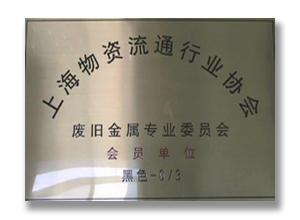 上海物资流通行业协会
废旧金属专业委员会
会员单位
黑色-073